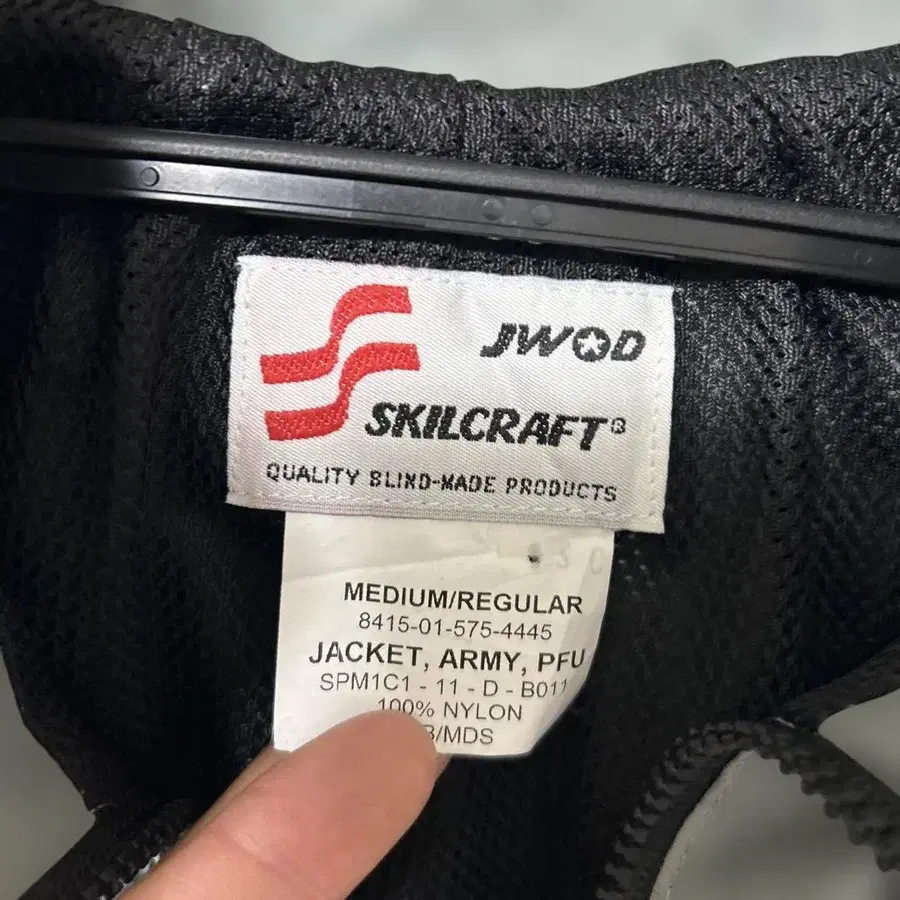 JWOD
SKILCRAFT®
QUALITY BLIND-MADE PRODUCTS
MEDIUM/REGULAR
8415-01-575-4445
JACKET, ARMY, PFU
SPM1C1 - 11 - D - B011
100% NYLON
/MDS